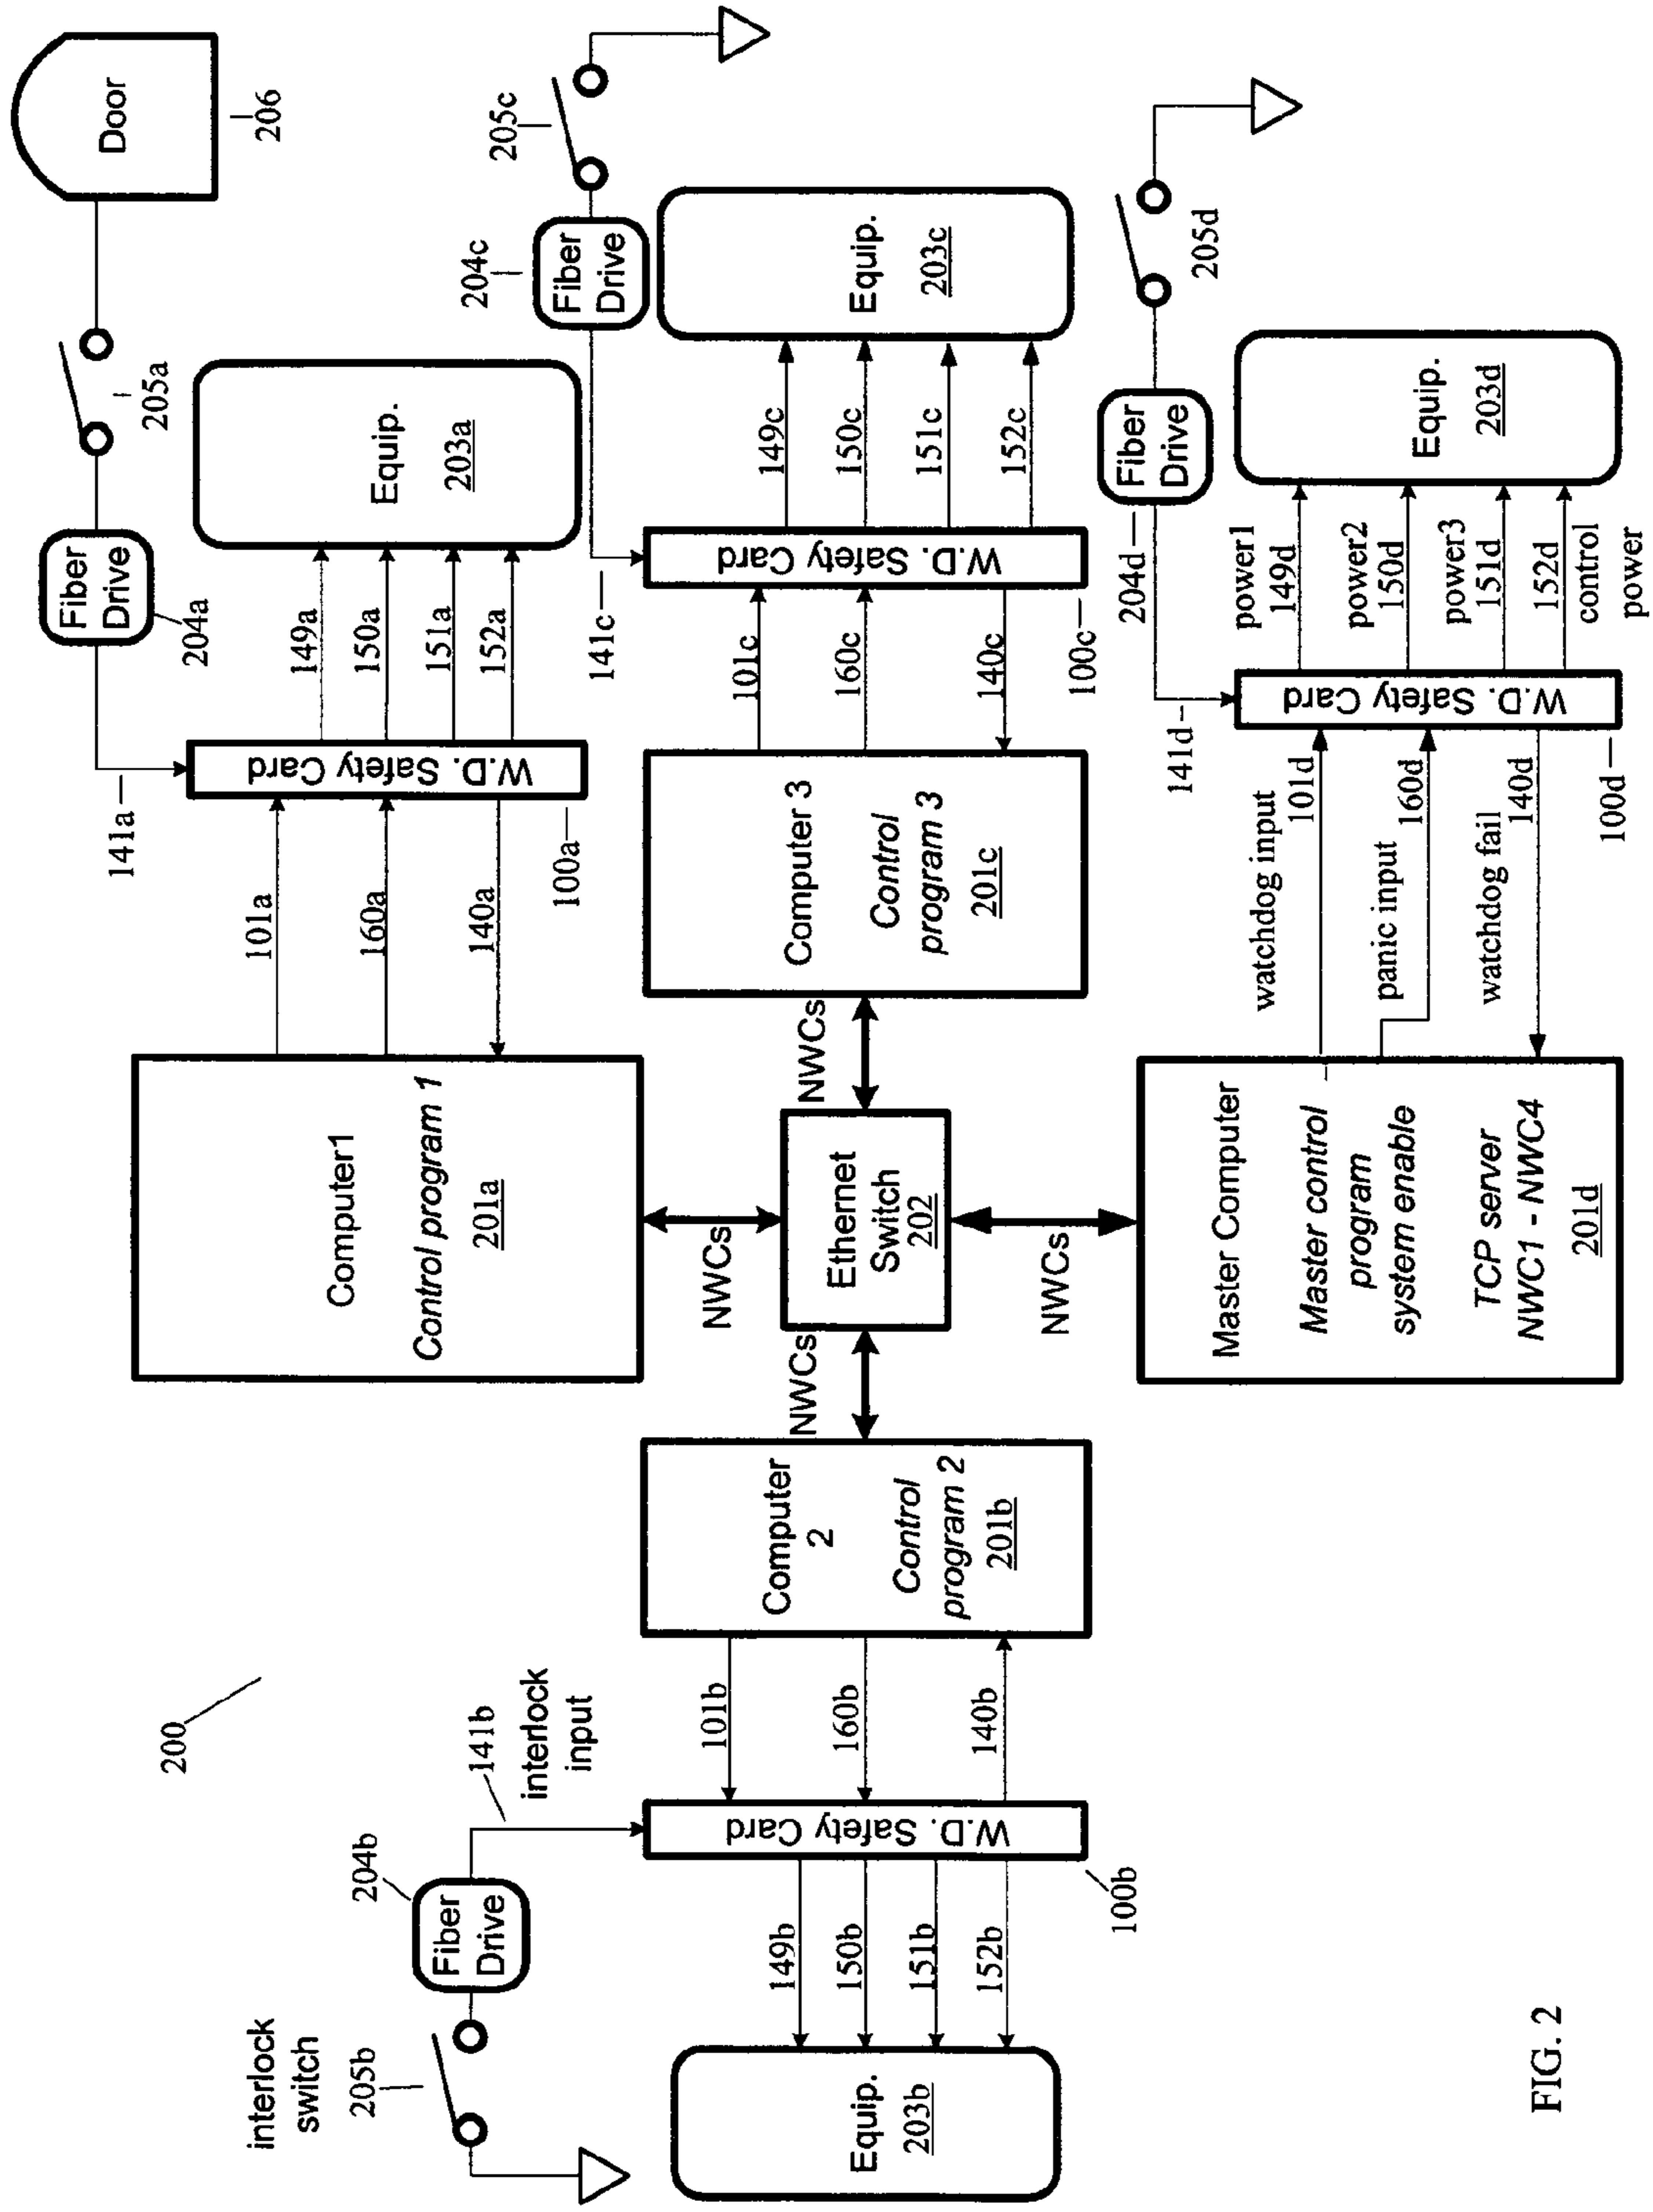 Door
206
205a
Fiber
Drive
204a
141a
Equip.
203a
149a
150a
151a
152a
W.D. Safety
Card
100a
101a
160a
140a
Computer1
Control program 1
201a
205c
204c
Fiber
Drive
141c
Equip.
203c
149c
150c
151c
152c
W.D. Safety
Card
100c
101c
160c
140c
Computer 3
Control
program 3
201c
NWCs
NWCs
Ethernet
Switch
202
NWCs
NWCs
200
interlock
switch
205b
204b
Fiber
Drive
141b
interlock
input
Equip.
203b
149b
150b
151b
152b
W.D. Safety
Card
100b
101b
160b
140b
Computer
2
Control
program 2
201b
205d
Fiber
Drive
204d
141d
Equip.
203d
power1
149d
power2
150d
power3
151d
152d
control
power
W.D. Safety
Card
100d
watchdog input
101d
panic input
160d
watchdog fail
140d
Master Computer
Master control
program
system enable
TCP server
NWC1 - NWC4
201d
FIG. 2